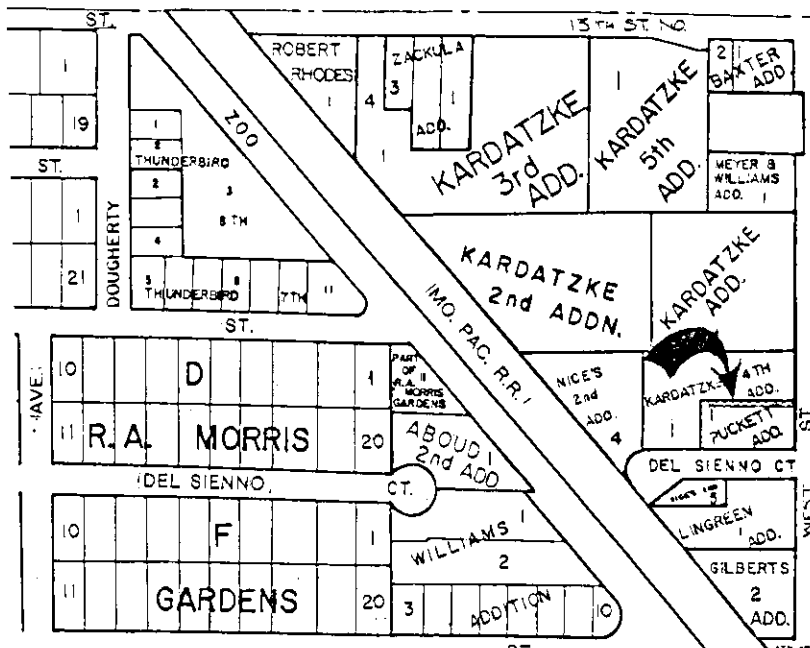 ST.
13TH ST. NO.
ROBERT
RHODES
1
ZACKULA
3
1
ADD.
4
1
KARDATZKE
3rd
ADD.
1
KARDATZKE
5th
ADD.
2 1
BAXTER
ADD
MEYER &
WILLIAMS
ADD. 1
1
19
ST.
1
21
DOUGHERTY
ZOO
1
2
THUNDERBIRD
2
3
8TH
4
5 8 11
THUNDERBIRD 7TH
ST.
KARDATZKE
2nd ADDN.
KARDATZKE
ADD.
(MO. PAC. R.R.)
AVE.
10 D 1
11 R. A. MORRIS 20
PART
OF 11
R.A.
MORRIS
GARDENS
ABOUD 1
2nd ADD
NICE'S
2nd
ADD.
4
KARDATZKE 4TH
1 ADD.
1
PUCKETT
ADD.
ST.
DEL SIENNO CT
(DEL SIENNO, CT.
10 F 1
11 GARDENS 20
WILLIAMS 1
2
3 ADDITION 10
LINGREEN
1 ADD.
GILBERTS
2
ADD.
WEST